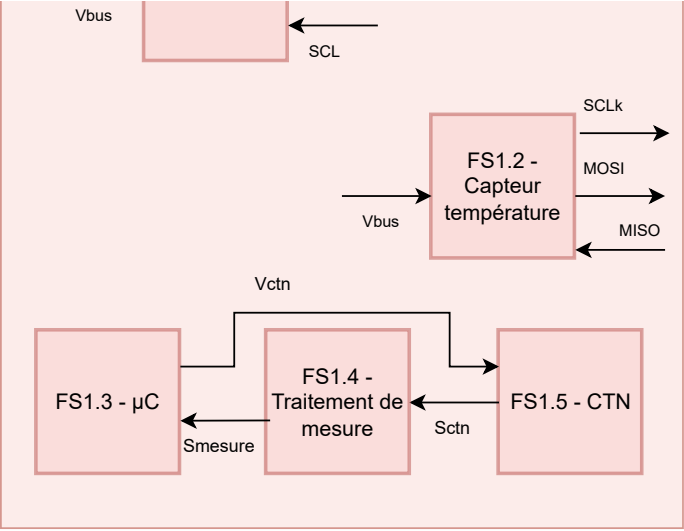 Vbus
SCL
SCLk
FS1.2 -
Capteur
température
MOSI
Vbus
MISO
Vctn
FS1.3 - µC
FS1.4 -
Traitement de
mesure
FS1.5 - CTN
Smesure
Sctn